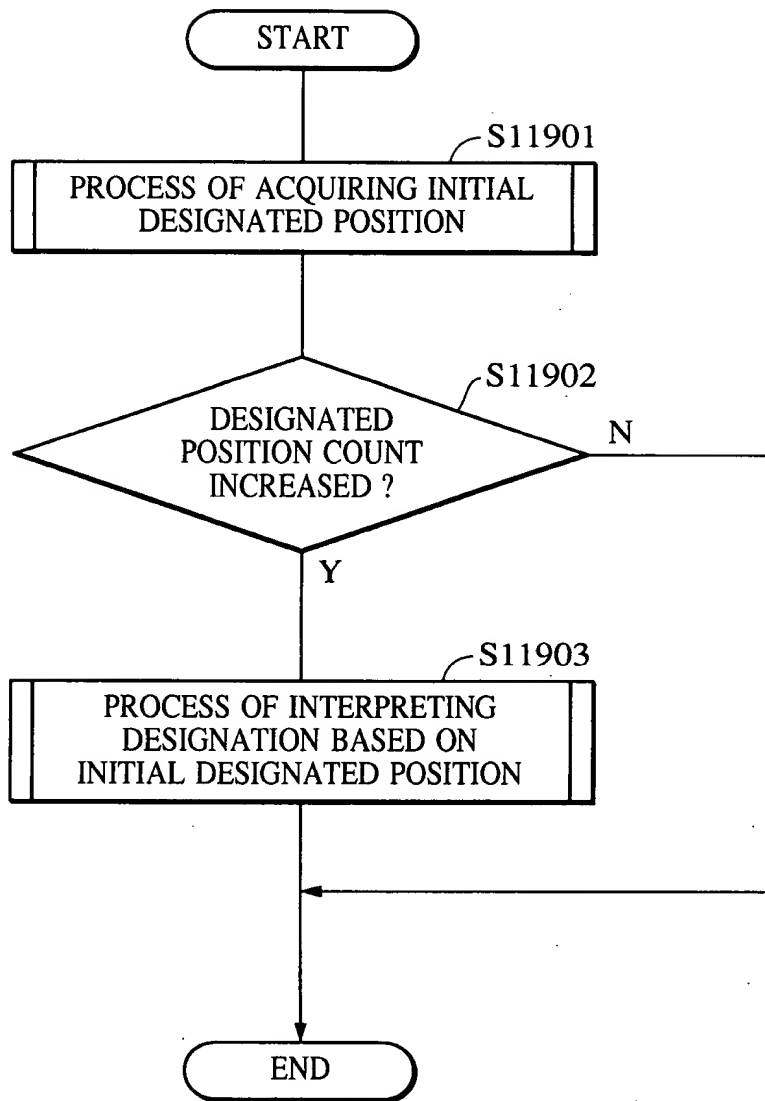 START
S11901
PROCESS OF ACQUIRING INITIAL
DESIGNATED POSITION
S11902
DESIGNATED
POSITION COUNT
INCREASED ?
N
Y
S11903
PROCESS OF INTERPRETING
DESIGNATION BASED ON
INITIAL DESIGNATED POSITION
END